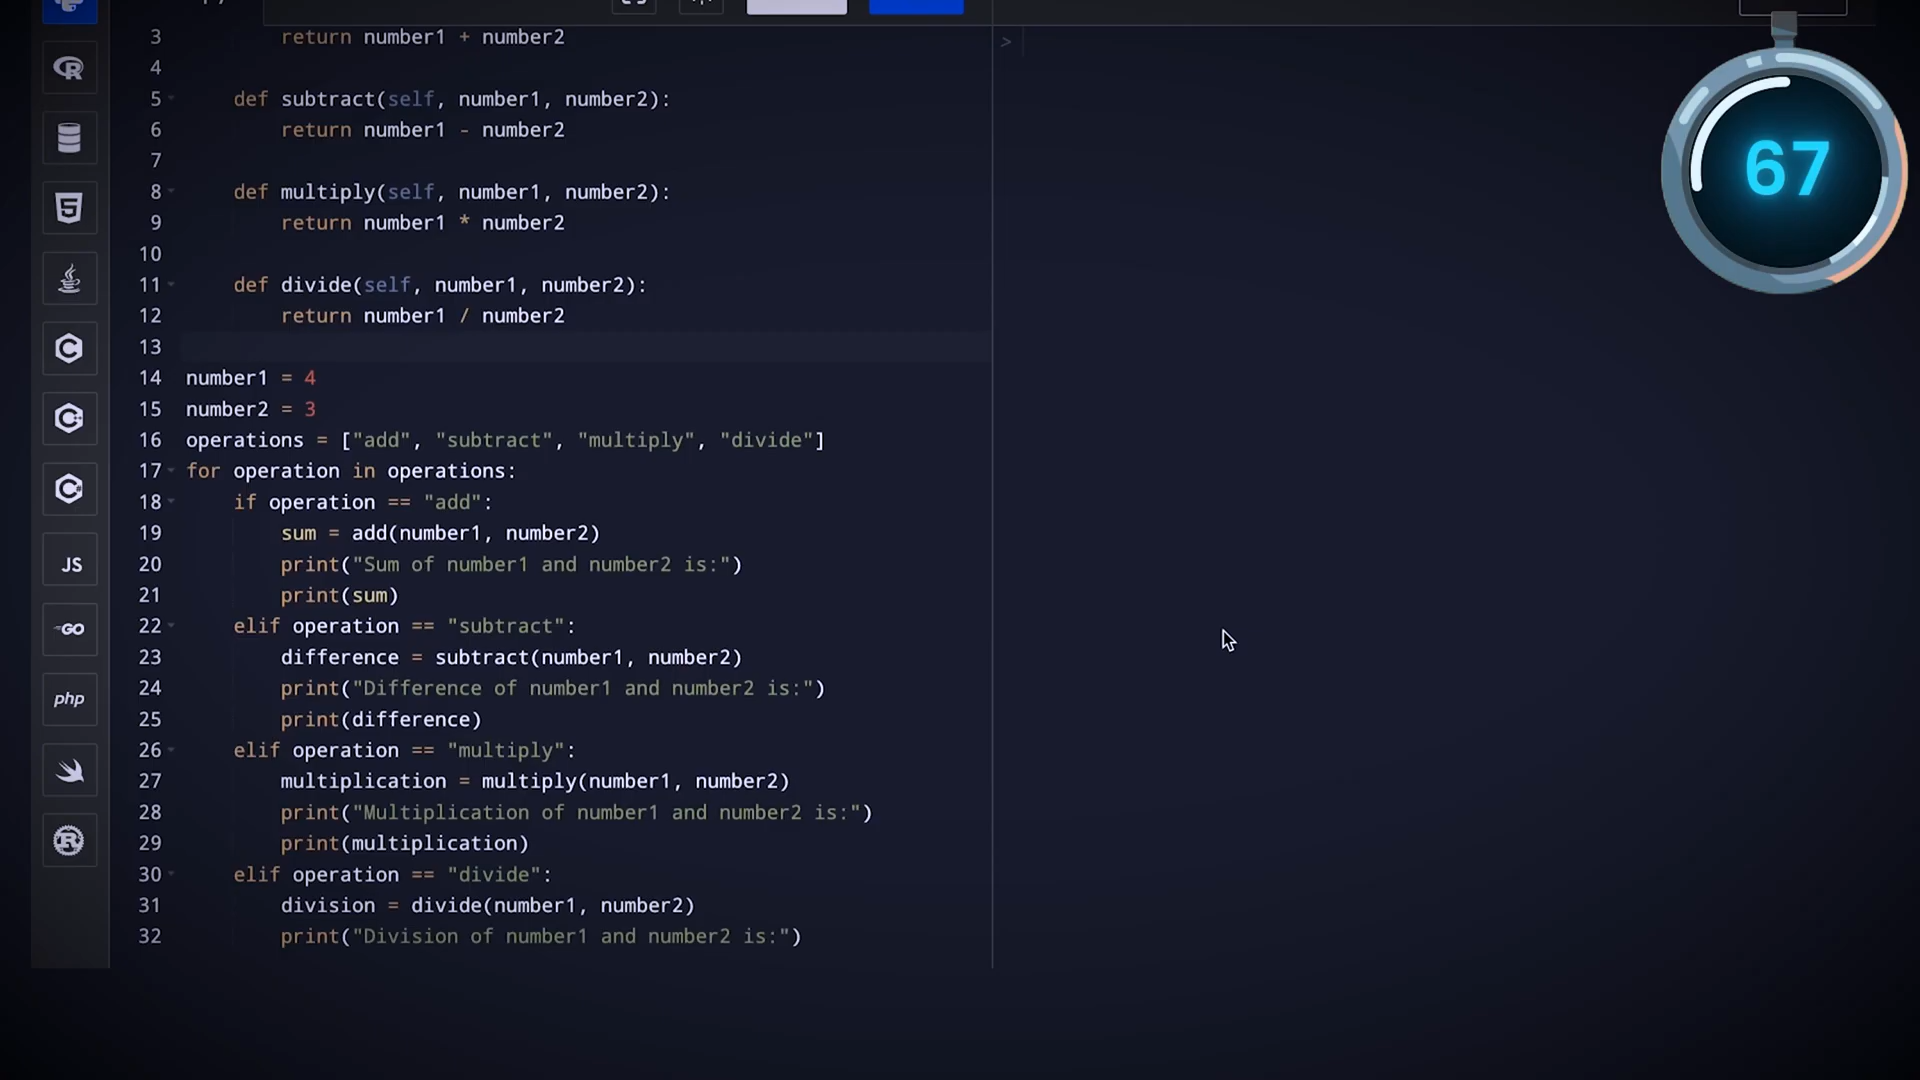 3 return number1 + number2
4
5 def subtract(self, number1, number2):
6 return number1 - number2
7
8 def multiply(self, number1, number2):
9 return number1 * number2
10
11 def divide(self, number1, number2):
12 return number1 / number2
13
14 number1 = 4
15 number2 = 3
16 operations = ["add", "subtract", "multiply", "divide"]
17 for operation in operations:
18 if operation == "add":
19 sum = add(number1, number2)
20 print("Sum of number1 and number2 is:")
21 print(sum)
22 elif operation == "subtract":
23 difference = subtract(number1, number2)
24 print("Difference of number1 and number2 is:")
25 print(difference)
26 elif operation == "multiply":
27 multiplication = multiply(number1, number2)
28 print("Multiplication of number1 and number2 is:")
29 print(multiplication)
30 elif operation == "divide":
31 division = divide(number1, number2)
32 print("Division of number1 and number2 is:")
>
67
R
5
C
C
C
JS
GO
php
R